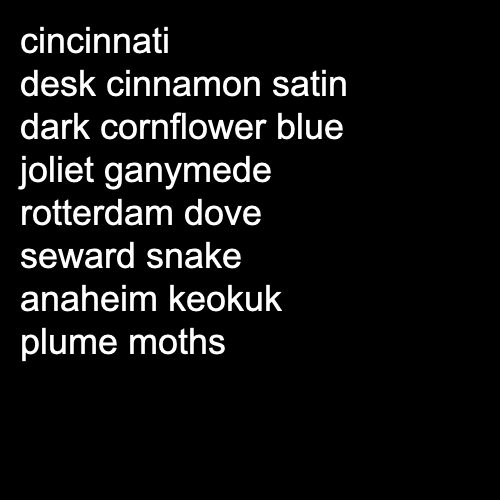 cincinnati
desk cinnamon satin
dark cornflower blue
joliet ganymede
rotterdam dove
seward snake
anaheim keokuk
plume moths